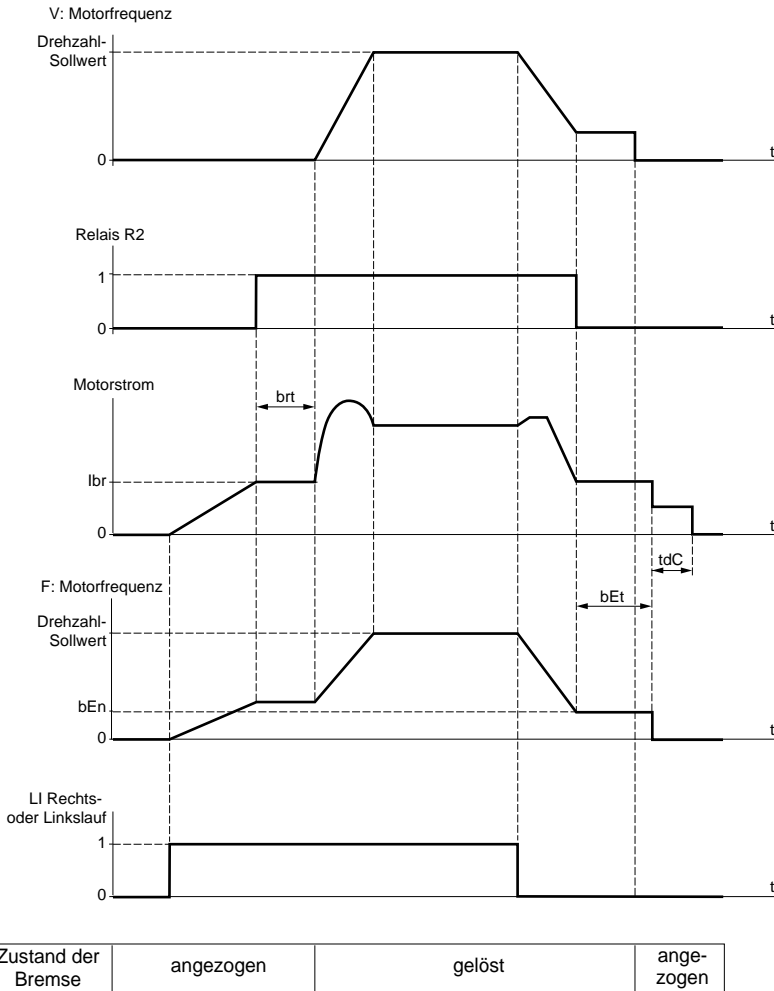 V: Motorfrequenz
Drehzahl-
Sollwert
0
t
Relais R2
1
0
t
Motorstrom
brt
Ibr
0
t
tdC
bEt
F: Motorfrequenz
Drehzahl-
Sollwert
bEn
0
t
LI Rechts-
oder Linkslauf
1
0
t
Zustand der
Bremse
angezogen
gelöst
ange-
zogen